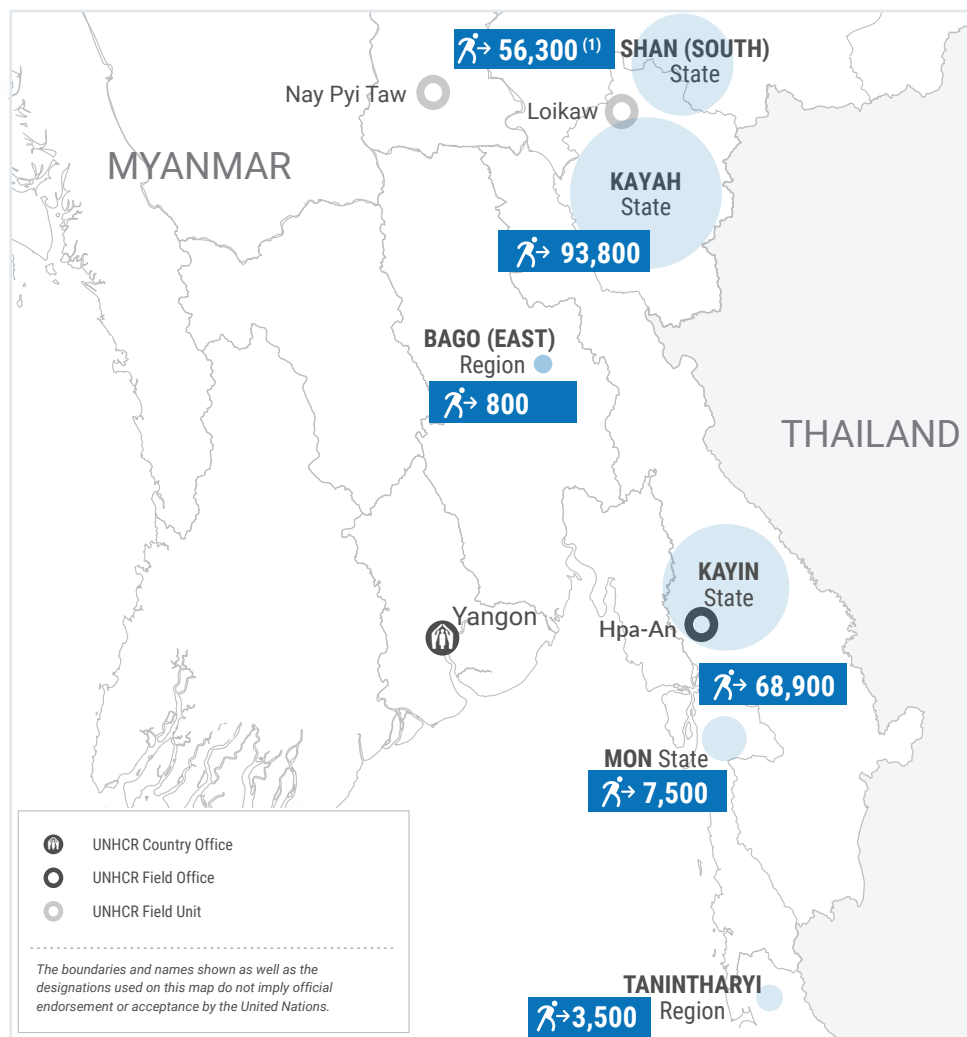 56,300 (1)
SHAN (SOUTH)
State
Nay Pyi Taw
Loikaw
MYANMAR
KAYAH
State
93,800
BAGO (EAST)
Region
800
THAILAND
KAYIN
State
Yangon
Hpa-An
68,900
MON State
7,500
UNHCR Country Office
UNHCR Field Office
UNHCR Field Unit
The boundaries and names shown as well as the
designations used on this map do not imply official
endorsement or acceptance by the United Nations.
TANINTHARYI
Region
3,500